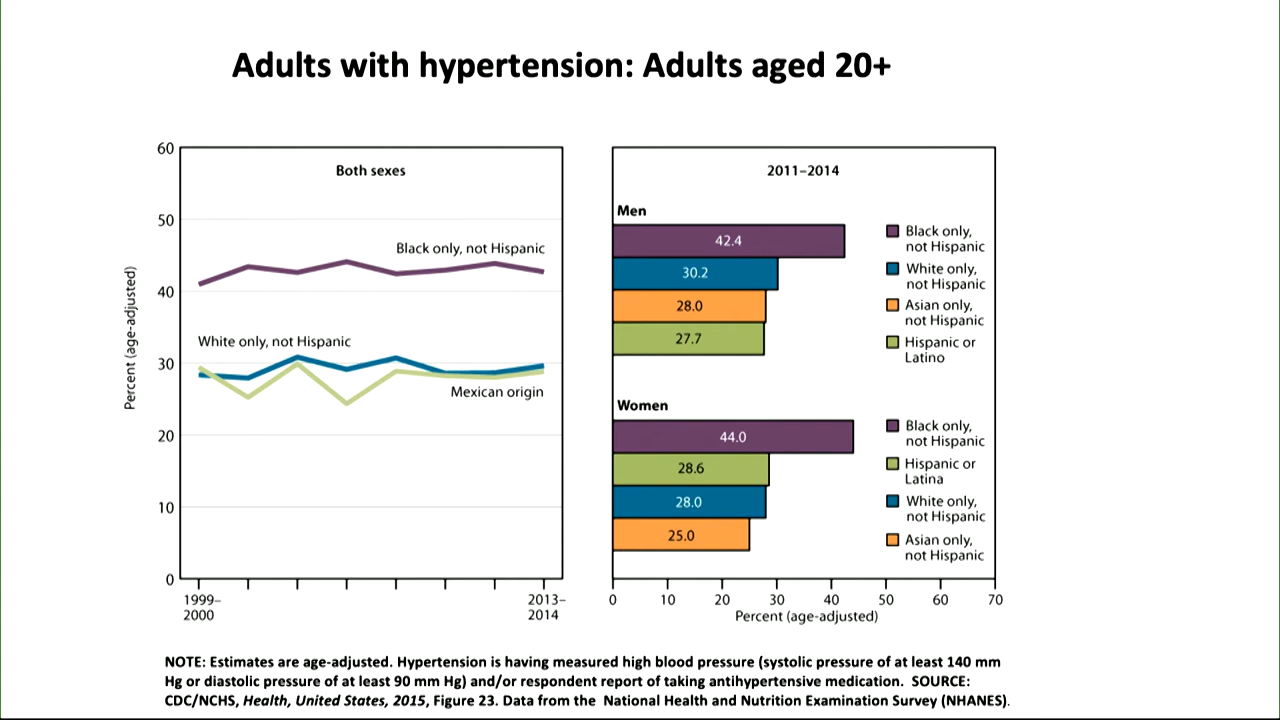 Adults with hypertension: Adults aged 20+
60
50
40
30
20
10
0
Percent (age-adjusted)
Both sexes
Black only, not Hispanic
White only, not Hispanic
Mexican origin
1999–
2000
2013–
2014
2011–2014
Men
42.4
30.2
28.0
27.7
Black only,
not Hispanic
White only,
not Hispanic
Asian only,
not Hispanic
Hispanic or
Latino
Women
44.0
28.6
28.0
25.0
Black only,
not Hispanic
Hispanic or
Latina
White only,
not Hispanic
Asian only,
not Hispanic
0 10 20 30 40 50 60 70
Percent (age-adjusted)
NOTE: Estimates are age-adjusted. Hypertension is having measured high blood pressure (systolic pressure of at least 140 mm
Hg or diastolic pressure of at least 90 mm Hg) and/or respondent report of taking antihypertensive medication. SOURCE:
CDC/NCHS, Health, United States, 2015, Figure 23. Data from the National Health and Nutrition Examination Survey (NHANES).